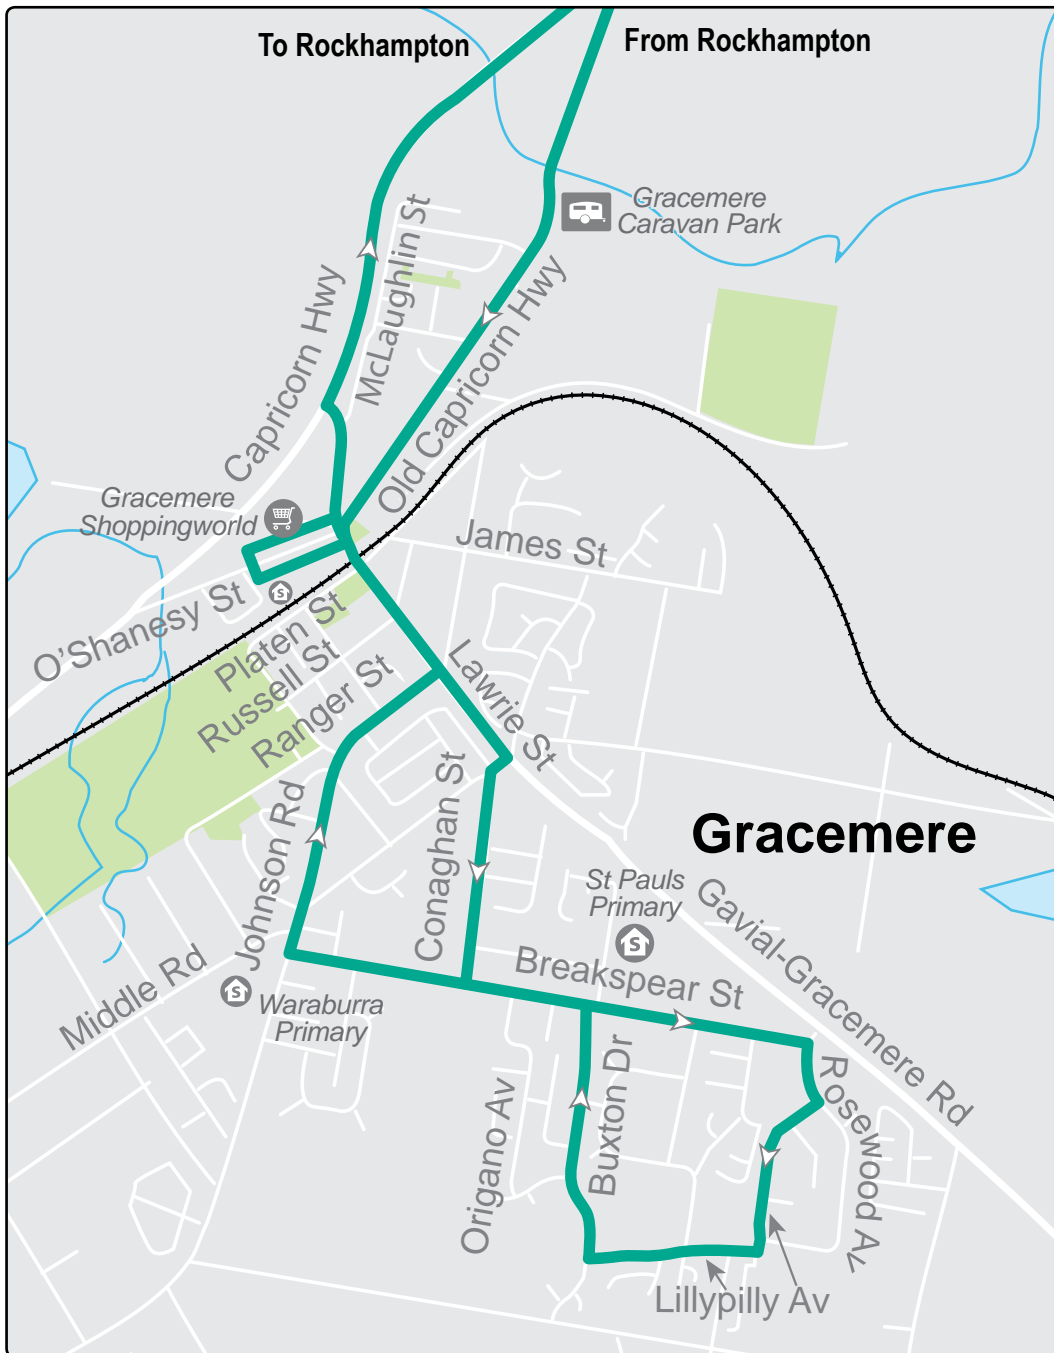 To Rockhampton
From Rockhampton
Gracemere
Caravan Park
McLaughlin St
Capricorn Hwy
Old Capricorn Hwy
Gracemere
Shoppingworld
James St
O'Shanesy St
S
Platen St
Russell St
Ranger St
Lawrie St
Conaghan St
Johnson Rd
Gracemere
St Pauls
Primary
S
Gavial-Gracemere Rd
Breakspear St
Middle Rd
S
Waraburra
Primary
Rosewood Av
Buxton Dr
Origano Av
Lillypilly Av